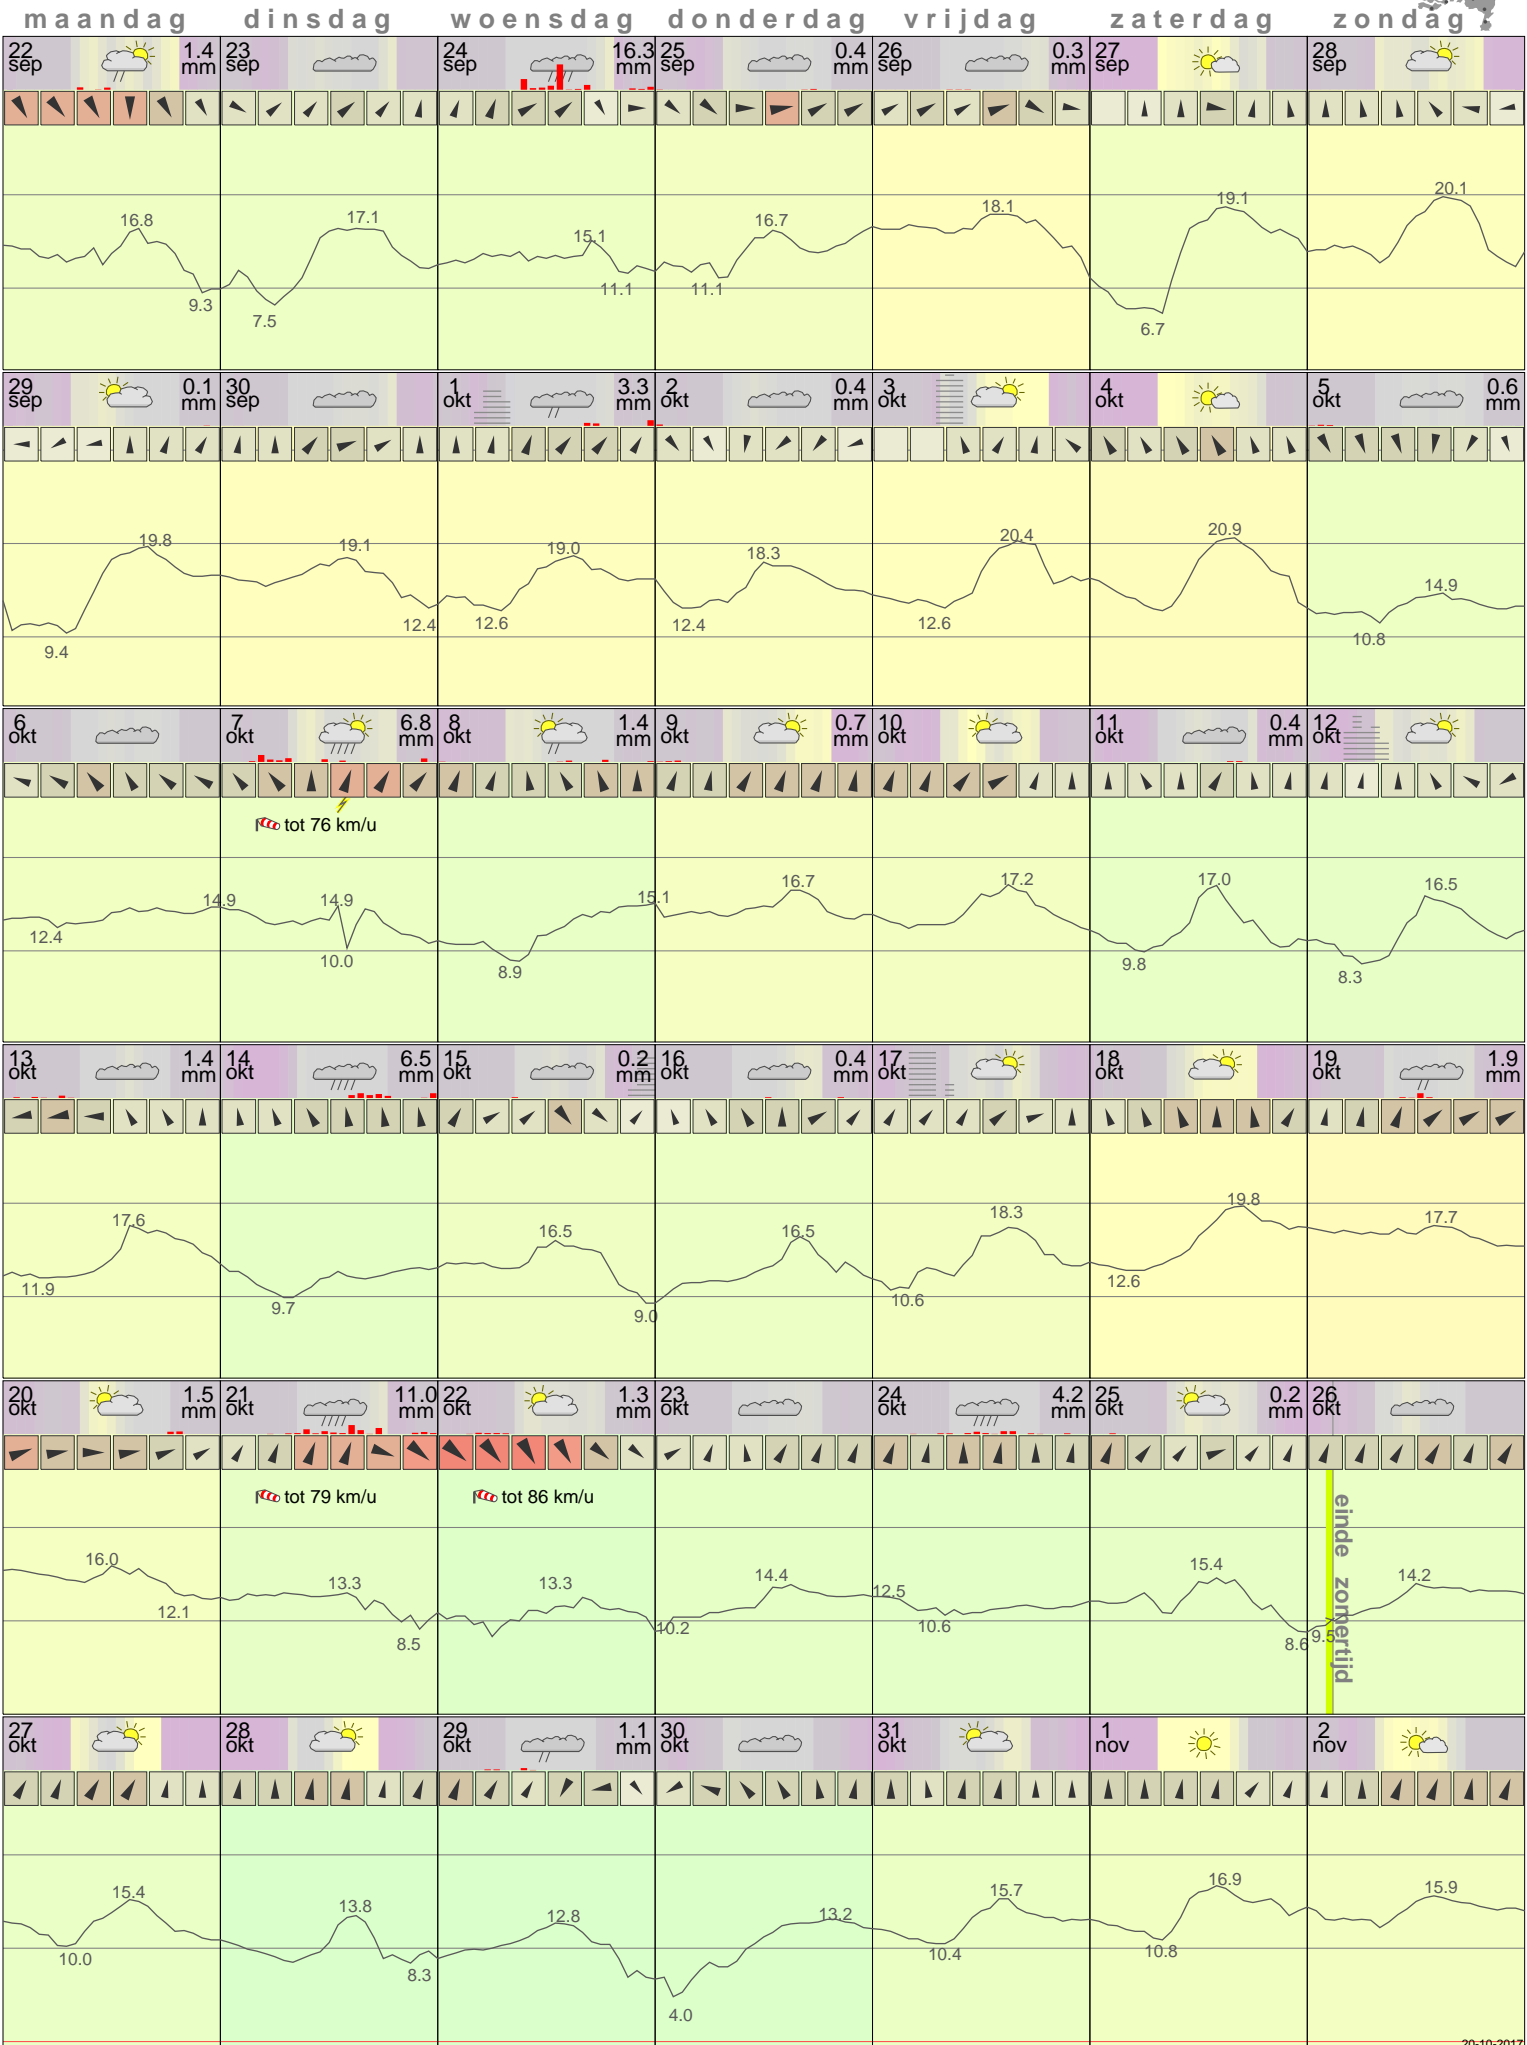 maandag dinsdag woensdag donderdag vrijdag zaterdag zondag
22 sep 1.4 mm 23 sep 24 sep 16.3 mm 25 sep 0.4 mm 26 sep 0.3 mm 27 sep 28 sep
16.8 9.3 7.5 17.1 15.1 11.1 11.1 16.7 18.1 6.7 19.1 20.1
29 sep 0.1 mm 30 sep 1 okt 3.3 mm 2 okt 0.4 mm 3 okt 4 okt 5 okt 0.6 mm
9.4 19.8 19.1 12.4 12.6 19.0 12.4 18.3 12.6 20.4 20.9 10.8 14.9
6 okt 7 okt 6.8 mm 8 okt 1.4 mm 9 okt 0.7 mm 10 okt 11 okt 0.4 mm 12 okt
tot 76 km/u
12.4 14.9 14.9 10.0 8.9 15.1 16.7 17.2 9.8 17.0 8.3 16.5
13 okt 1.4 mm 14 okt 6.5 mm 15 okt 0.2 mm 16 okt 0.4 mm 17 okt 18 okt 19 okt 1.9 mm
11.9 17.6 9.7 16.5 9.0 16.5 10.6 18.3 12.6 19.8 17.7
20 okt 1.5 mm 21 okt 11.0 mm 22 okt 1.3 mm 23 okt 24 okt 4.2 mm 25 okt 0.2 mm 26 okt
tot 79 km/u tot 86 km/u
einde zomertijd
16.0 12.1 13.3 8.5 13.3 10.2 14.4 12.5 10.6 15.4 8.6 9.5 14.2
27 okt 28 okt 29 okt 1.1 mm 30 okt 31 okt 1 nov 2 nov
10.0 15.4 13.8 8.3 12.8 4.0 13.2 10.4 15.7 10.8 16.9 15.9
20-10-2017